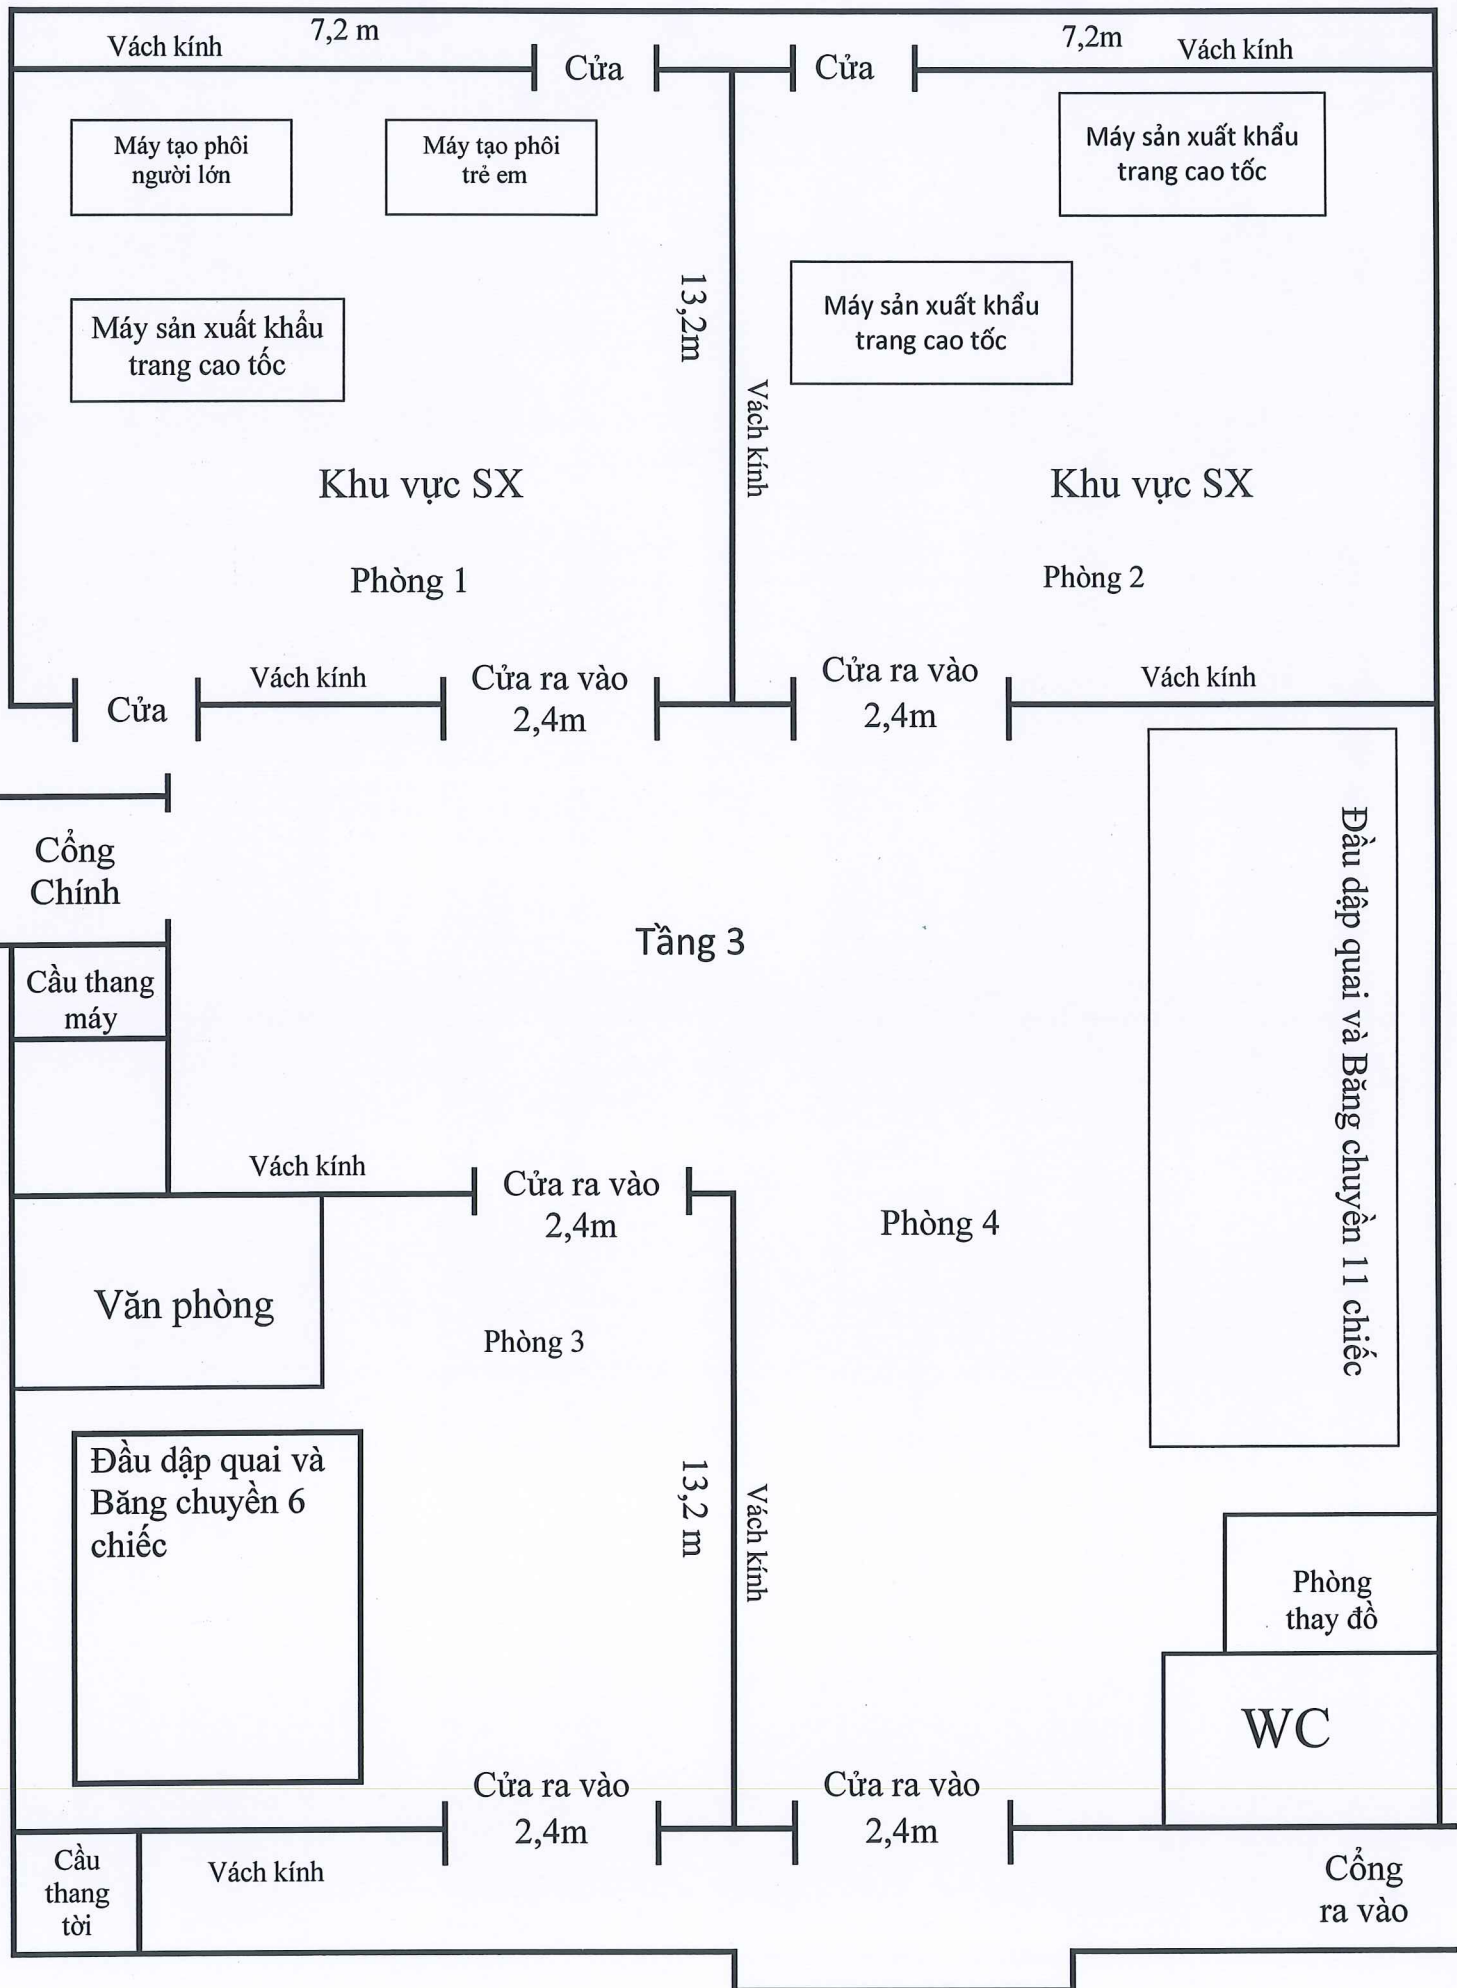 Vách kính
7,2 m
Cửa
Cửa
7,2m
Vách kính
Máy tạo phôi
người lớn
Máy tạo phôi
trẻ em
Máy sản xuất khẩu
trang cao tốc
Máy sản xuất khẩu
trang cao tốc
Máy sản xuất khẩu
trang cao tốc
13,2m
Vách kính
Khu vực SX
Phòng 1
Khu vực SX
Phòng 2
Cửa
Vách kính
Cửa ra vào
2,4m
Cửa ra vào
2,4m
Vách kính
Cổng
Chính
Tầng 3
Đầu dập quai và Băng chuyền 11 chiếc
Cầu thang
máy
Vách kính
Cửa ra vào
2,4m
Phòng 4
Văn phòng
Phòng 3
Đầu dập quai và
Băng chuyền 6
chiếc
13,2 m
Vách kính
Phòng
thay đồ
WC
Cửa ra vào
2,4m
Cửa ra vào
2,4m
Cầu
thang
tời
Vách kính
Cổng
ra vào